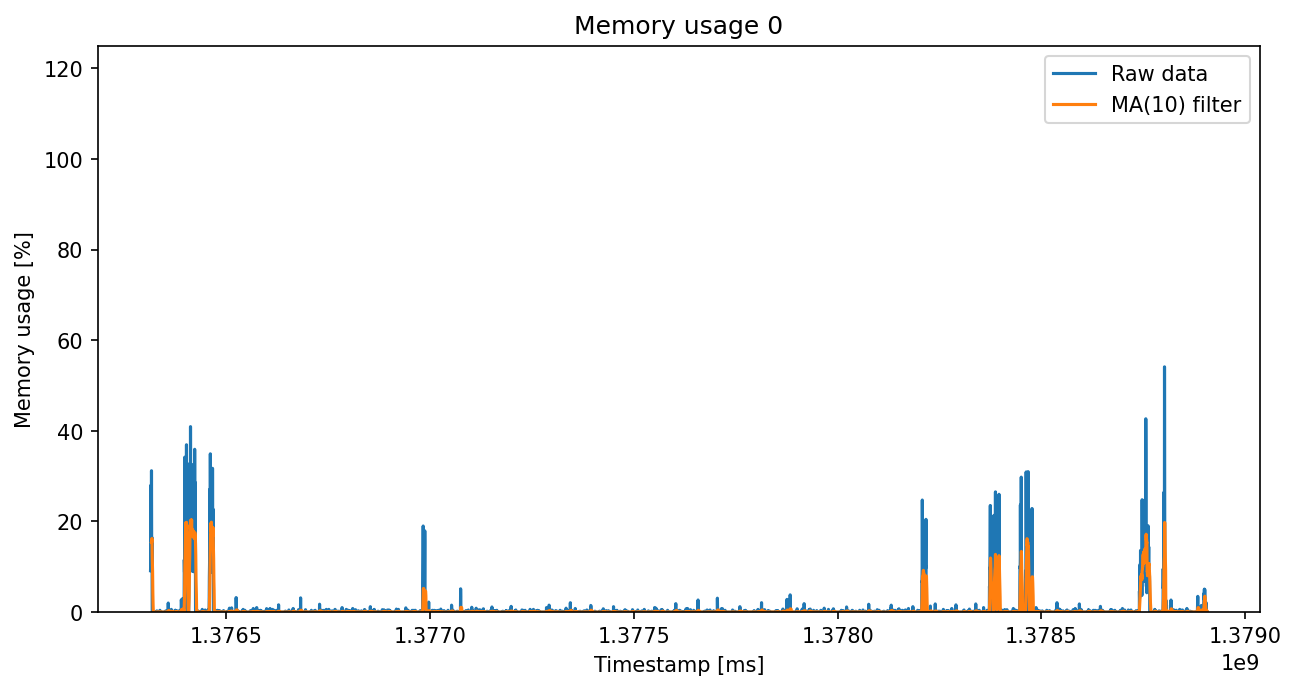 Memory usage 0
Raw data
MA(10) filter
Memory usage [%]
120
100
80
60
40
20
0
1.3765 1.3770 1.3775 1.3780 1.3785 1.3790
1e9
Timestamp [ms]